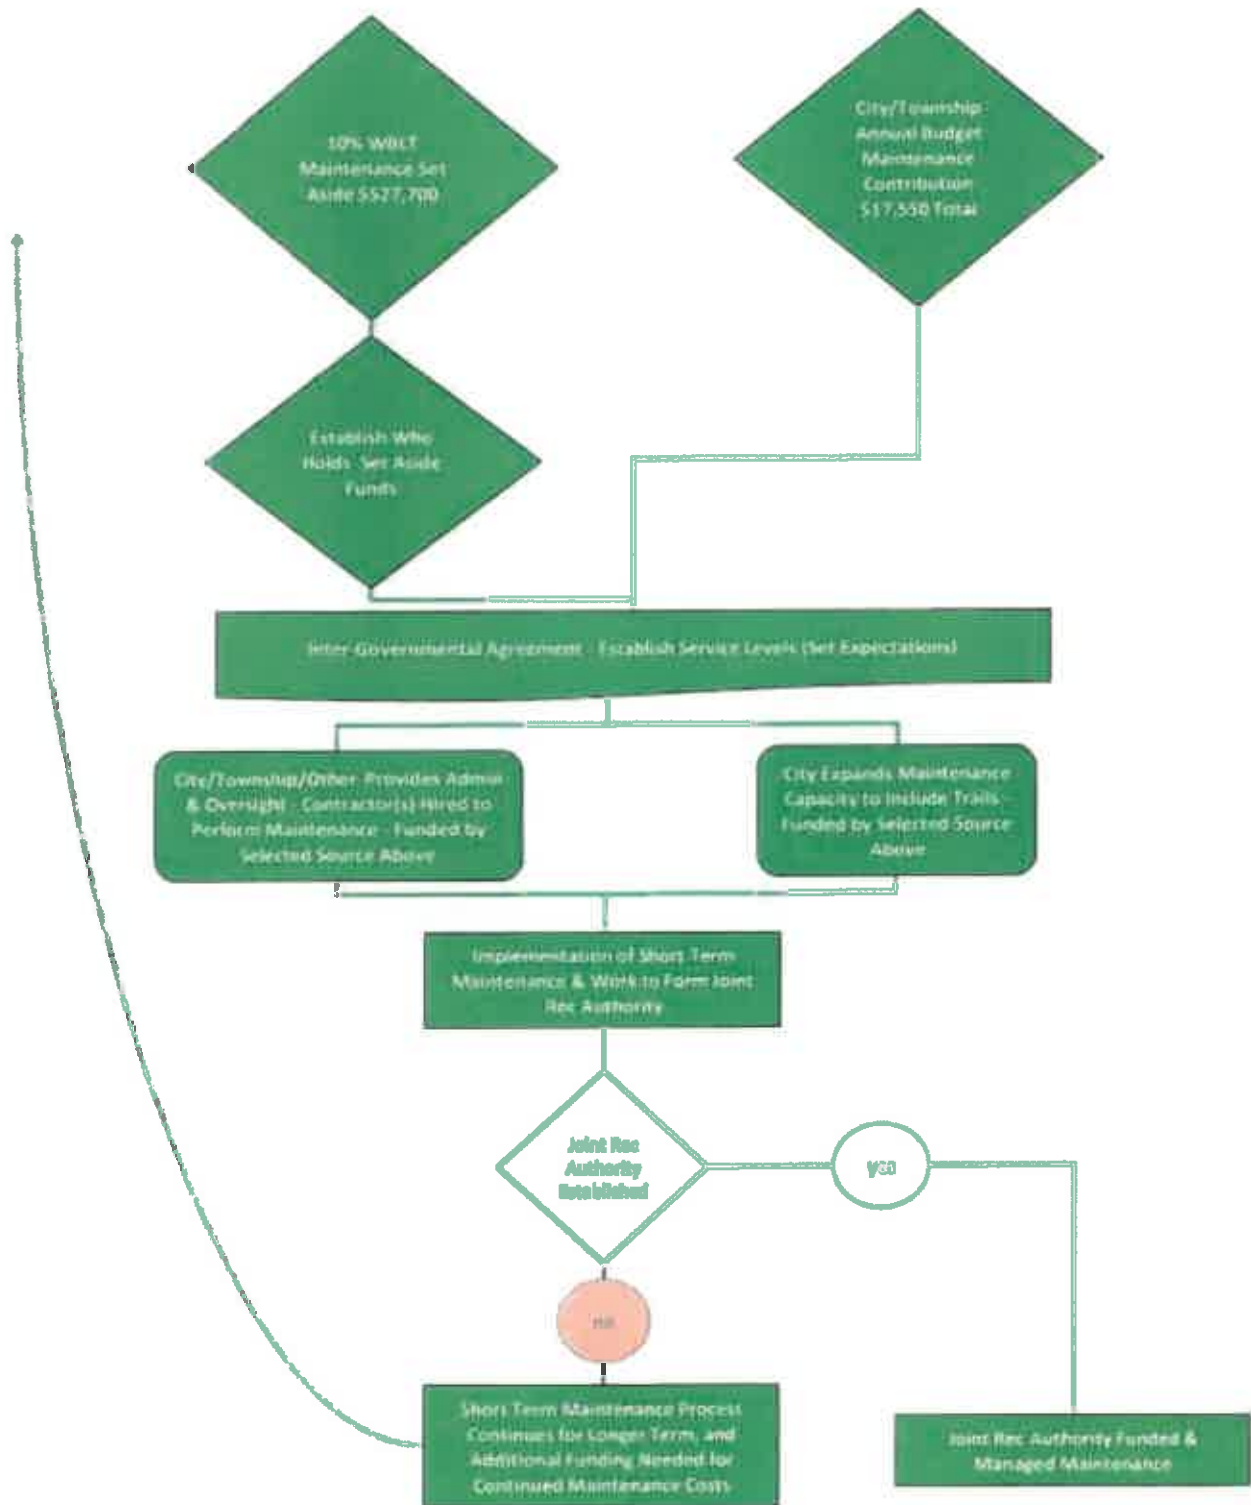 10% WBLT
Maintenance Set
Aside $527,700
City/Township
Annual Budget
Maintenance
Contribution
$17,550 Total
Establish Who
Holds Set Aside
Funds
Inter-Governmental Agreement - Establish Service Levels (Set Expectations)
City/Township/Other Provides Admin
& Oversight - Contractor(s) Hired to
Perform Maintenance - Funded by
Selected Source Above
City Expands Maintenance
Capacity to Include Trails -
Funded by Selected Source
Above
Implementation of Short Term
Maintenance & Work to Form Joint
Rec Authority
Joint Rec
Authority
Established
yes
no
Short Term Maintenance Process
Continues for Longer Term, and
Additional Funding Needed for
Continued Maintenance Costs
Joint Rec Authority Funded &
Managed Maintenance